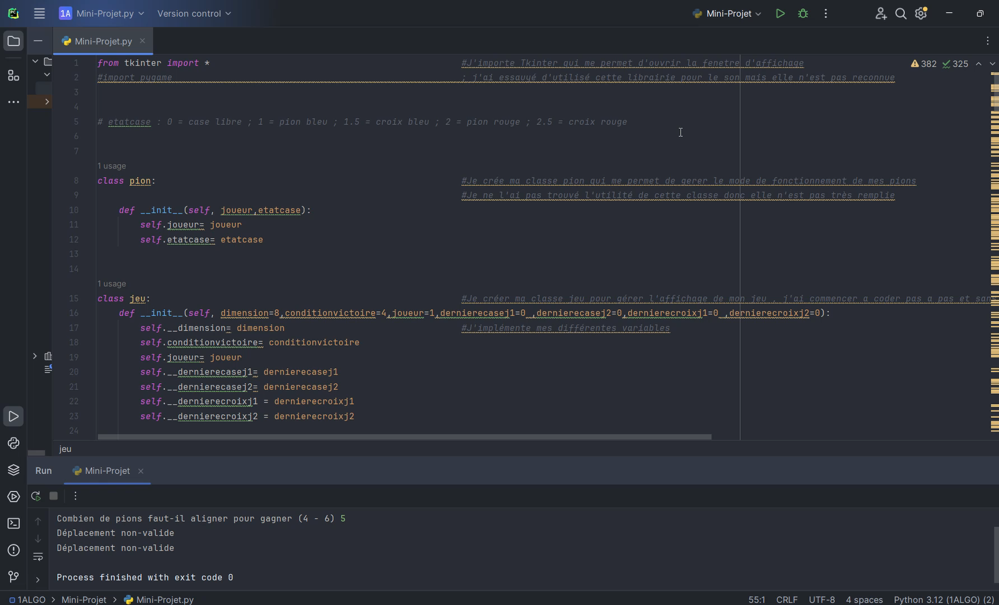 1A Mini-Projet.py Version control Mini-Projet
Mini-Projet.py
1 from tkinter import * #J'importe Tkinter qui me permet d'ouvrir la fenetre d'affichage
382 325
2 #import pygame ; j'ai essauyé d'utilisé cette librairie pour le son mais elle n'est pas reconnue
3
4
5 # etatcase : 0 = case libre ; 1 = pion bleu ; 1.5 = croix bleu ; 2 = pion rouge ; 2.5 = croix rouge
6
7
1 usage
8 class pion: #Je crée ma classe pion qui me permet de gerer le mode de fonctionnement de mes pions
9 #Je ne l'ai pas trouvé l'utilité de cette classe donc elle n'est pas très remplie
10 def __init__(self, joueur,etatcase):
11 self.joueur= joueur
12 self.etatcase= etatcase
13
14
1 usage
15 class jeu: #Je créer ma classe jeu pour gérer l'affichage de mon jeu , j'ai commencer a coder pas a pas et san
16 def __init__(self, dimension=8,conditionvictoire=4,joueur=1,dernierecasej1=0 ,dernierecasej2=0,dernierecroixj1=0 ,dernierecroixj2=0):
17 self.__dimension= dimension #J'implémente mes différentes variables
18 self.conditionvictoire= conditionvictoire
19 self.joueur= joueur
20 self.__dernierecasej1= dernierecasej1
21 self.__dernierecasej2= dernierecasej2
22 self.__dernierecroixj1 = dernierecroixj1
23 self.__dernierecroixj2 = dernierecroixj2
24
jeu
Run Mini-Projet
Combien de pions faut-il aligner pour gagner (4 - 6) 5
Déplacement non-valide
Déplacement non-valide
Process finished with exit code 0
1ALGO Mini-Projet Mini-Projet.py 55:1 CRLF UTF-8 4 spaces Python 3.12 (1ALGO) (2)